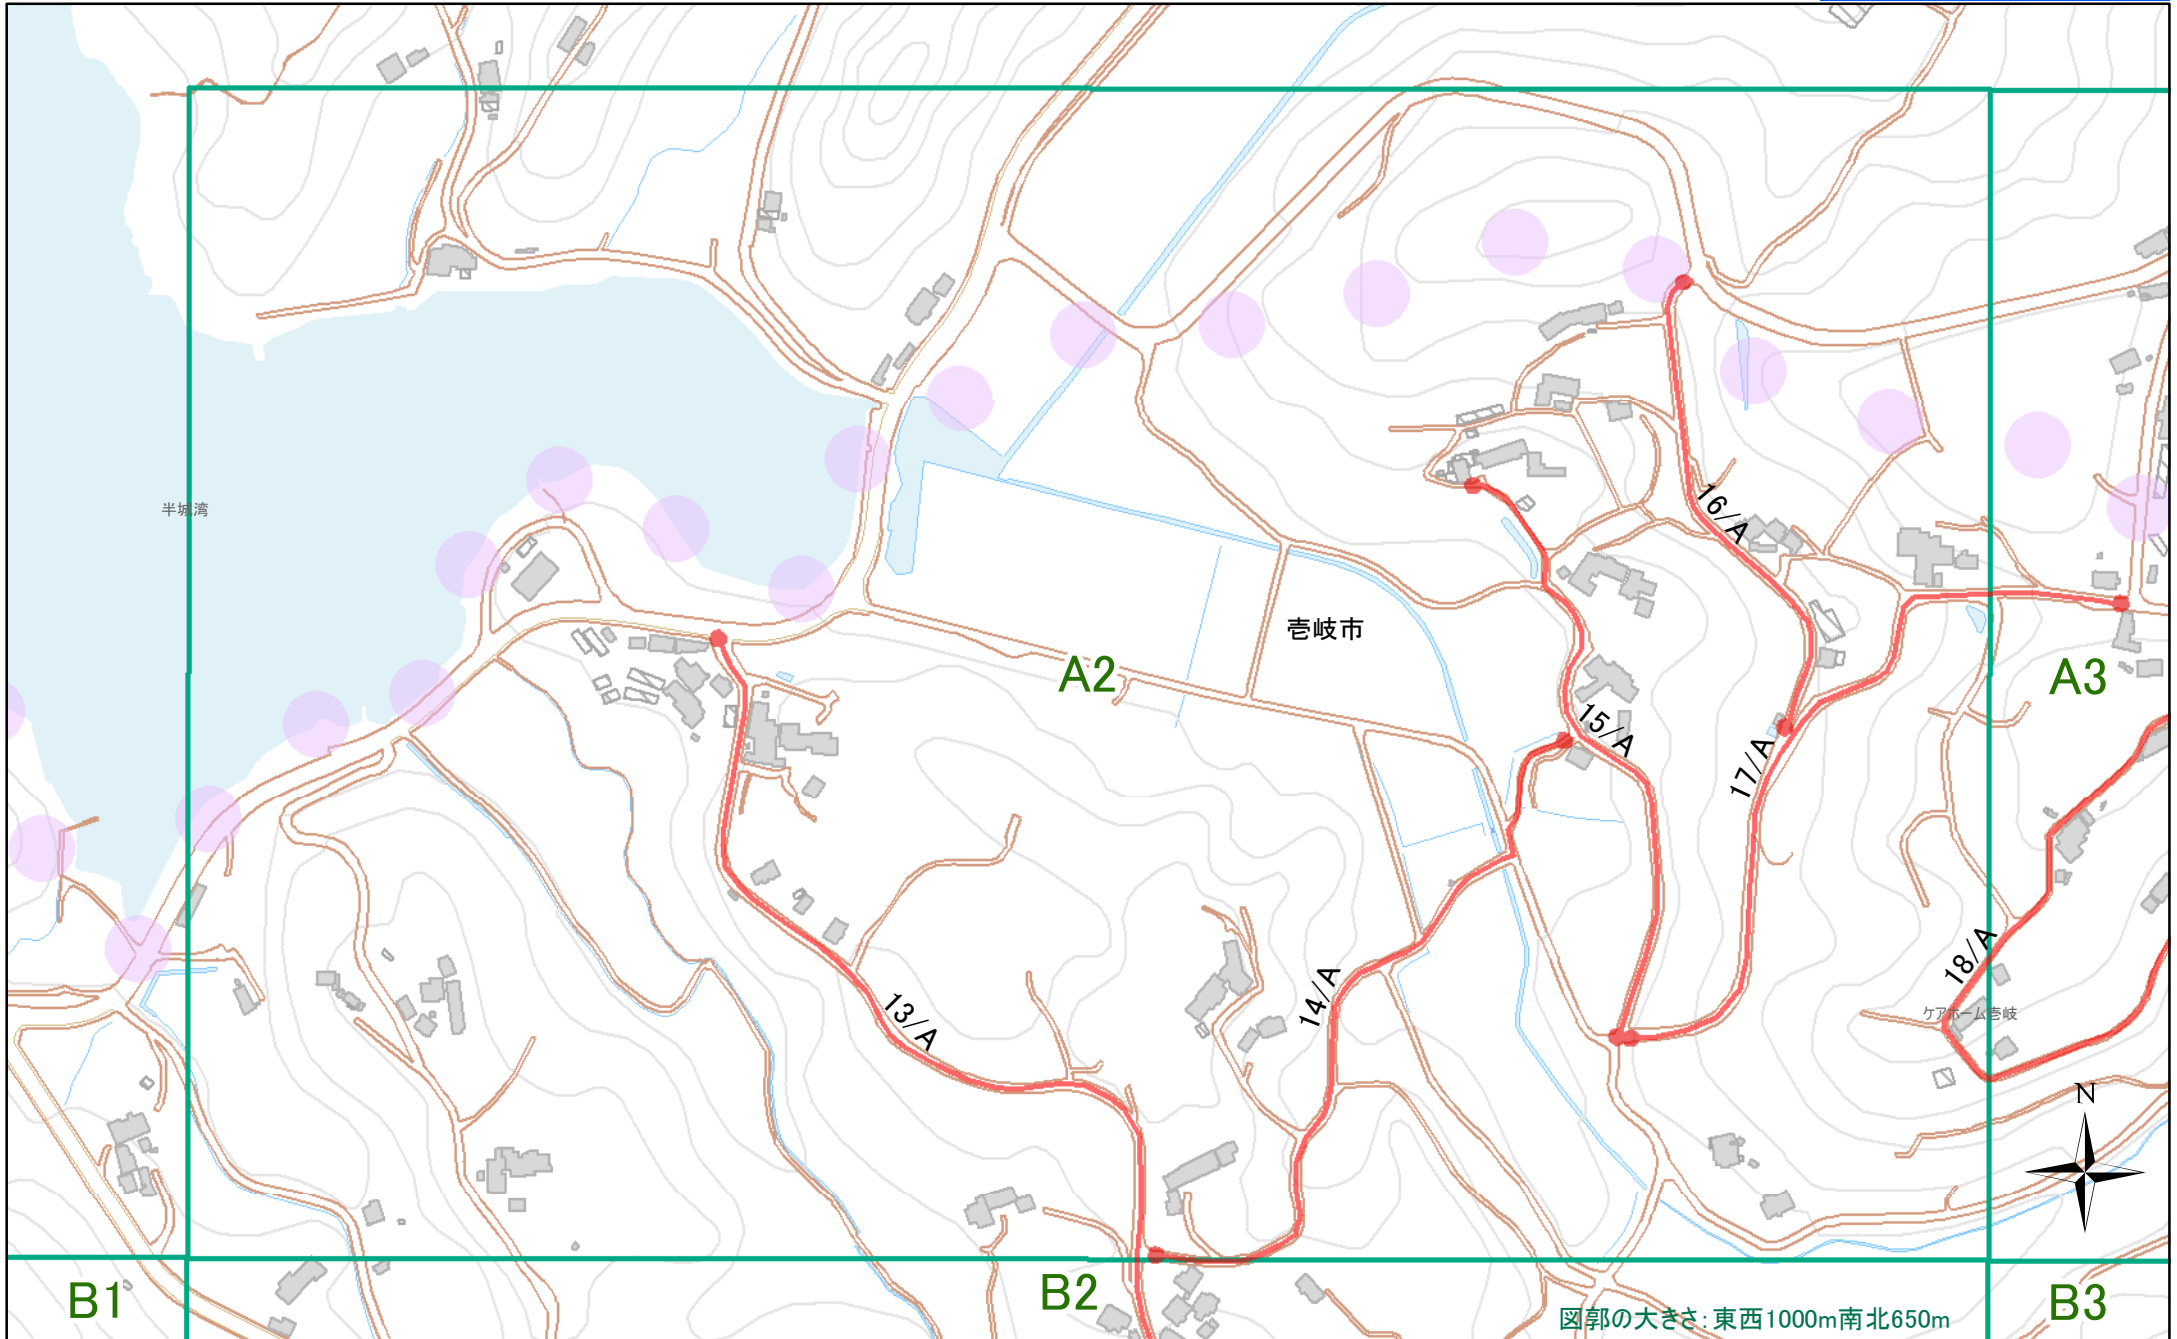 半城湾
16/A
壱岐市
A2
A3
15/A
17/A
18/A
13/A
14/A
ケアホーム壱岐
N
B1
B2
B3
図郭の大きさ：東西1000m南北650m